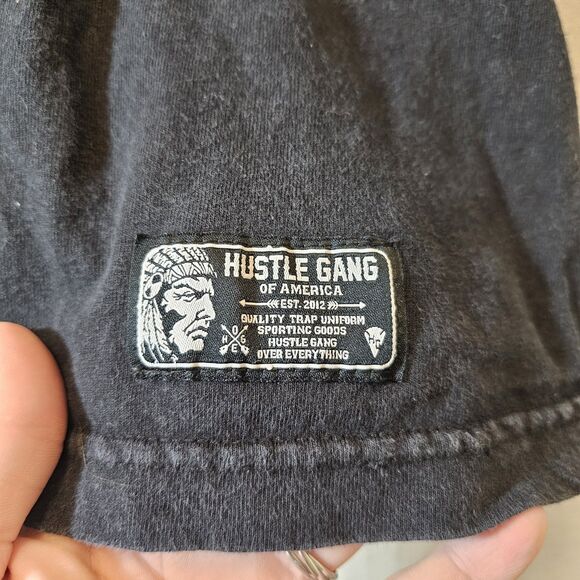 HUSTLE GANG
OF AMERICA
EST. 2012
QUALITY TRAP UNIFORM
SPORTING GOODS
HUSTLE GANG
OVER EVERYTHING
H O G E